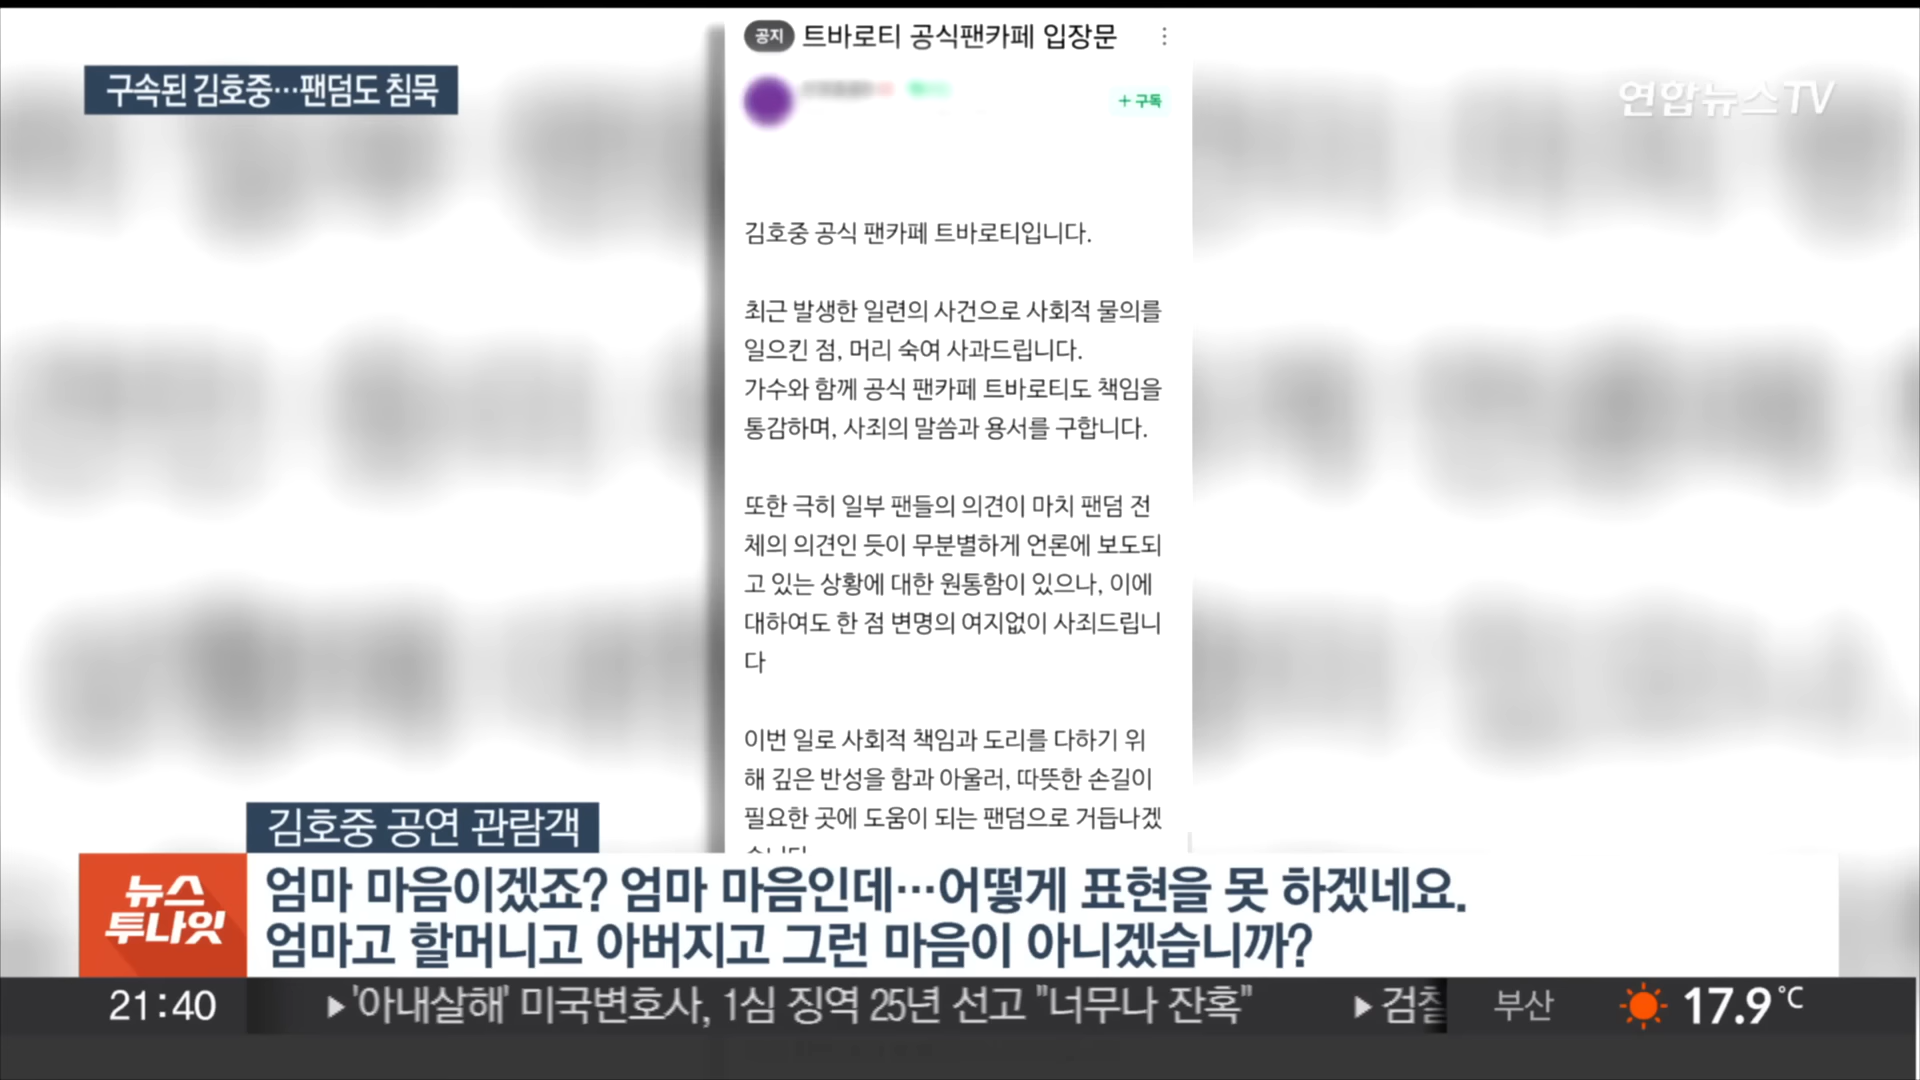 공지 트바로티 공식팬카페 입장문
구속된 김호중…팬덤도 침묵
연합뉴스TV
+ 구독
김호중 공식 팬카페 트바로티입니다.
최근 발생한 일련의 사건으로 사회적 물의를
일으킨 점, 머리 숙여 사과드립니다.
가수와 함께 공식 팬카페 트바로티도 책임을
통감하며, 사죄의 말씀과 용서를 구합니다.
또한 극히 일부 팬들의 의견이 마치 팬덤 전
체의 의견인 듯이 무분별하게 언론에 보도되
고 있는 상황에 대한 원통함이 있으나, 이에
대하여도 한 점 변명의 여지없이 사죄드립니
다
이번 일로 사회적 책임과 도리를 다하기 위
해 깊은 반성을 함과 아울러, 따뜻한 손길이
필요한 곳에 도움이 되는 팬덤으로 거듭나겠
김호중 공연 관람객
뉴스
투나잇
엄마 마음이겠죠? 엄마 마음인데…어떻게 표현을 못 하겠네요.
엄마고 할머니고 아버지고 그런 마음이 아니겠습니까?
21:40
▶'아내살해' 미국변호사, 1심 징역 25년 선고 "너무나 잔혹"
▶검찰
부산
17.9℃